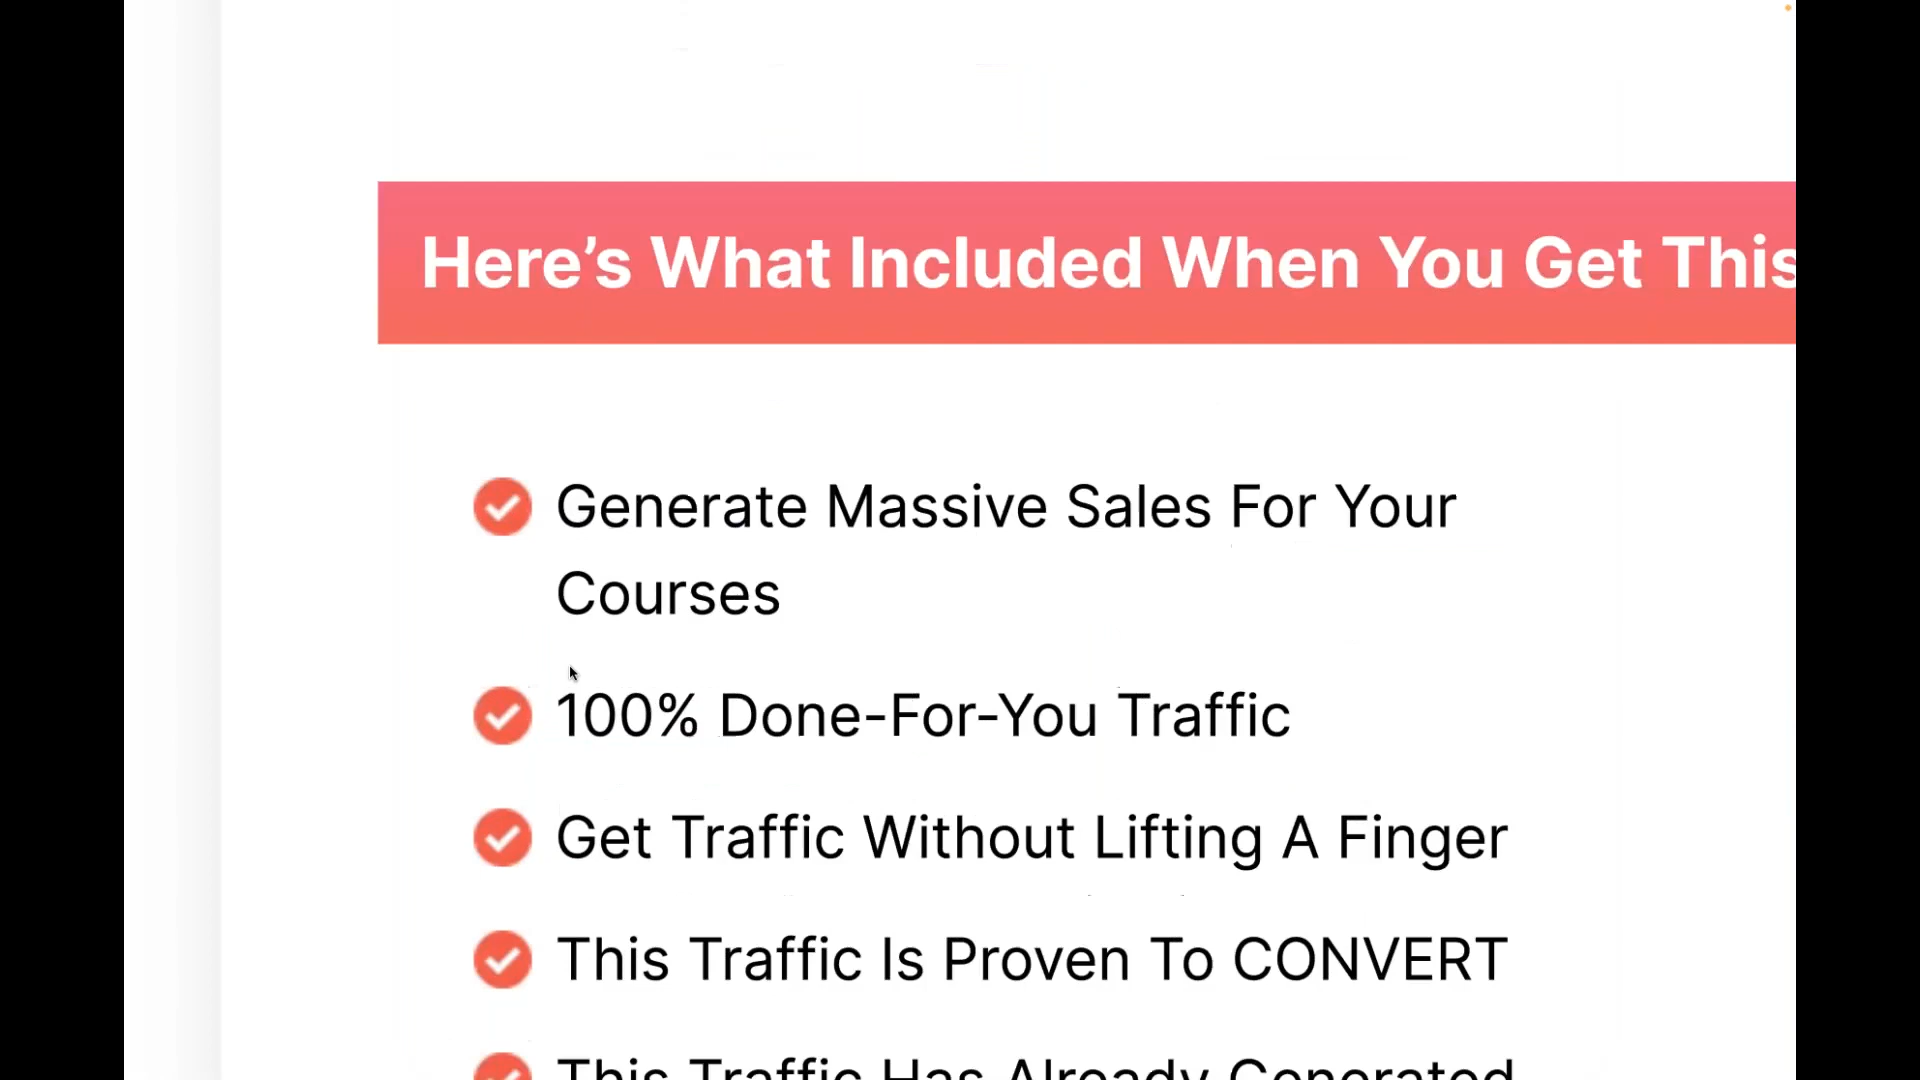 Here’s What Included When You Get This
Generate Massive Sales For Your
Courses
100% Done-For-You Traffic
Get Traffic Without Lifting A Finger
This Traffic Is Proven To CONVERT
This Traffic Has Already Generated